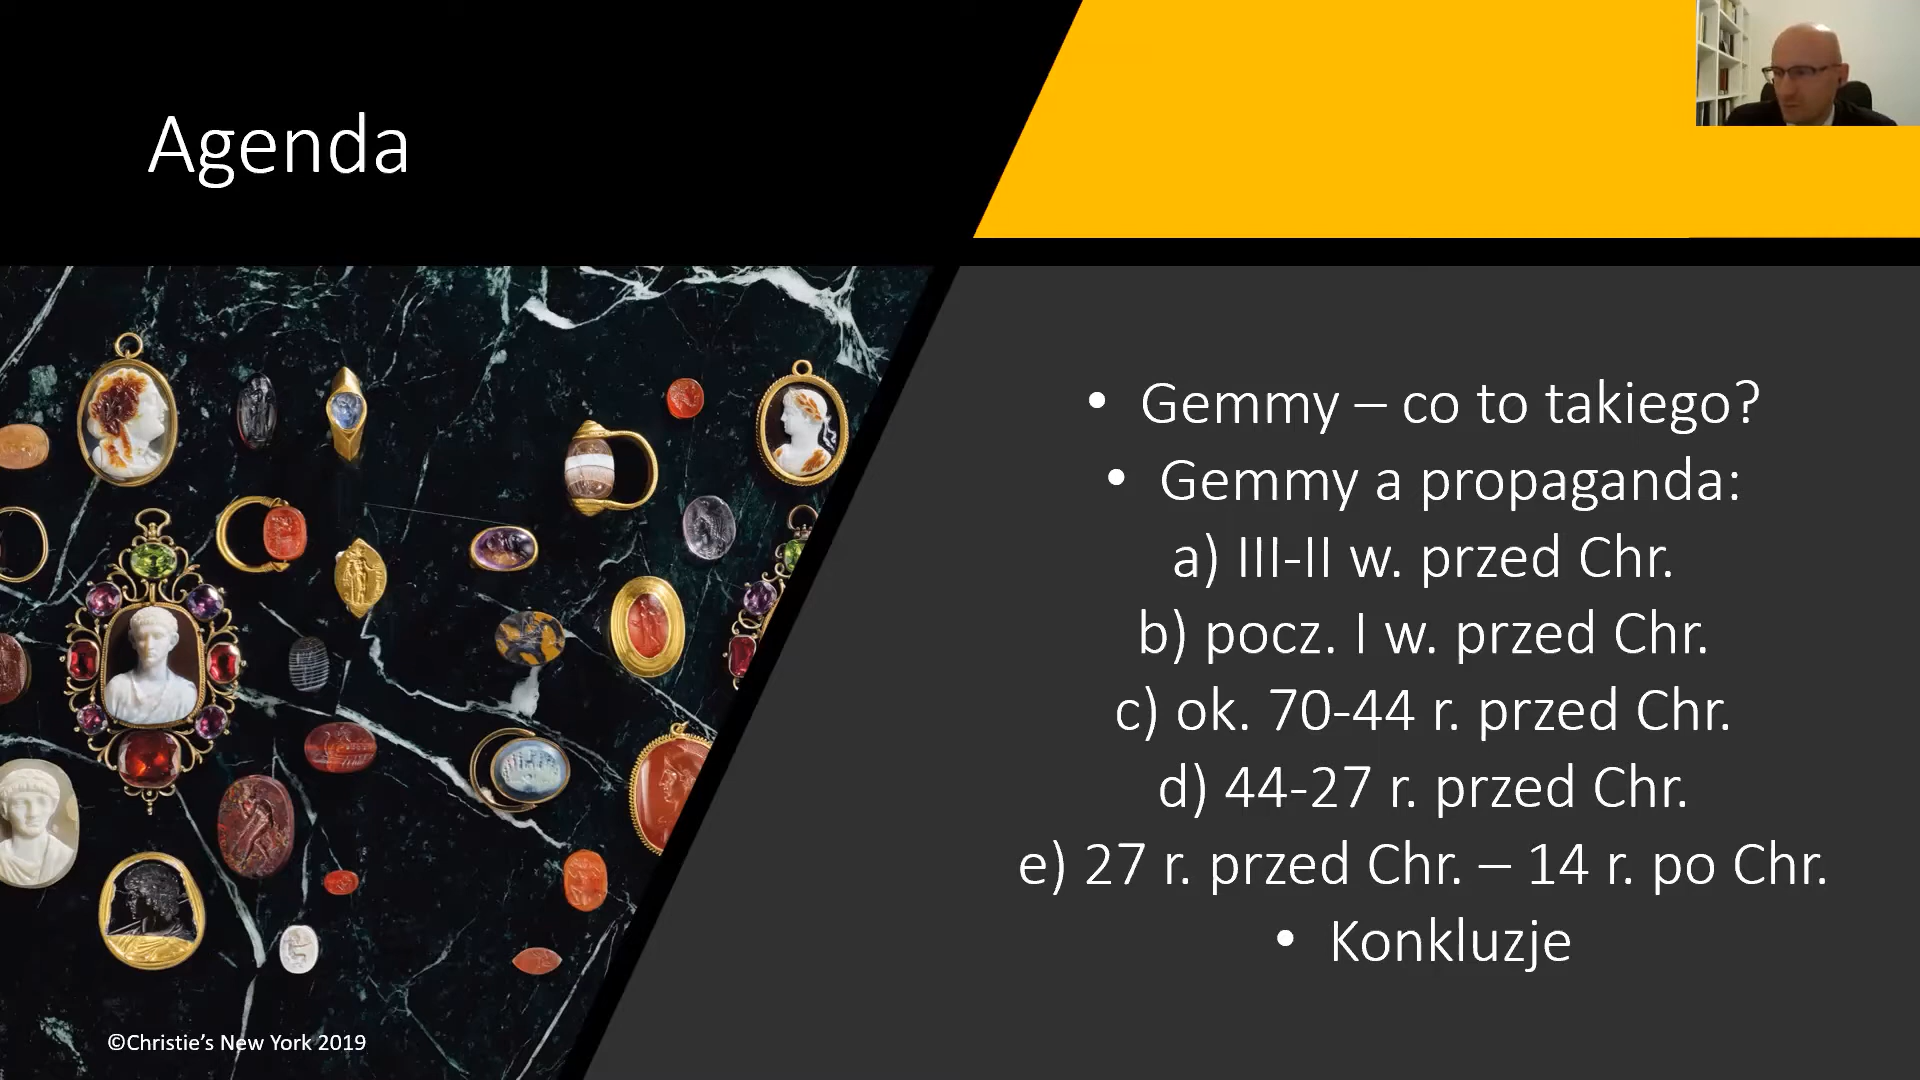 Agenda
• Gemmy – co to takiego?
• Gemmy a propaganda:
a) III-II w. przed Chr.
b) pocz. I w. przed Chr.
c) ok. 70-44 r. przed Chr.
d) 44-27 r. przed Chr.
e) 27 r. przed Chr. – 14 r. po Chr.
• Konkluzje
©Christie’s New York 2019